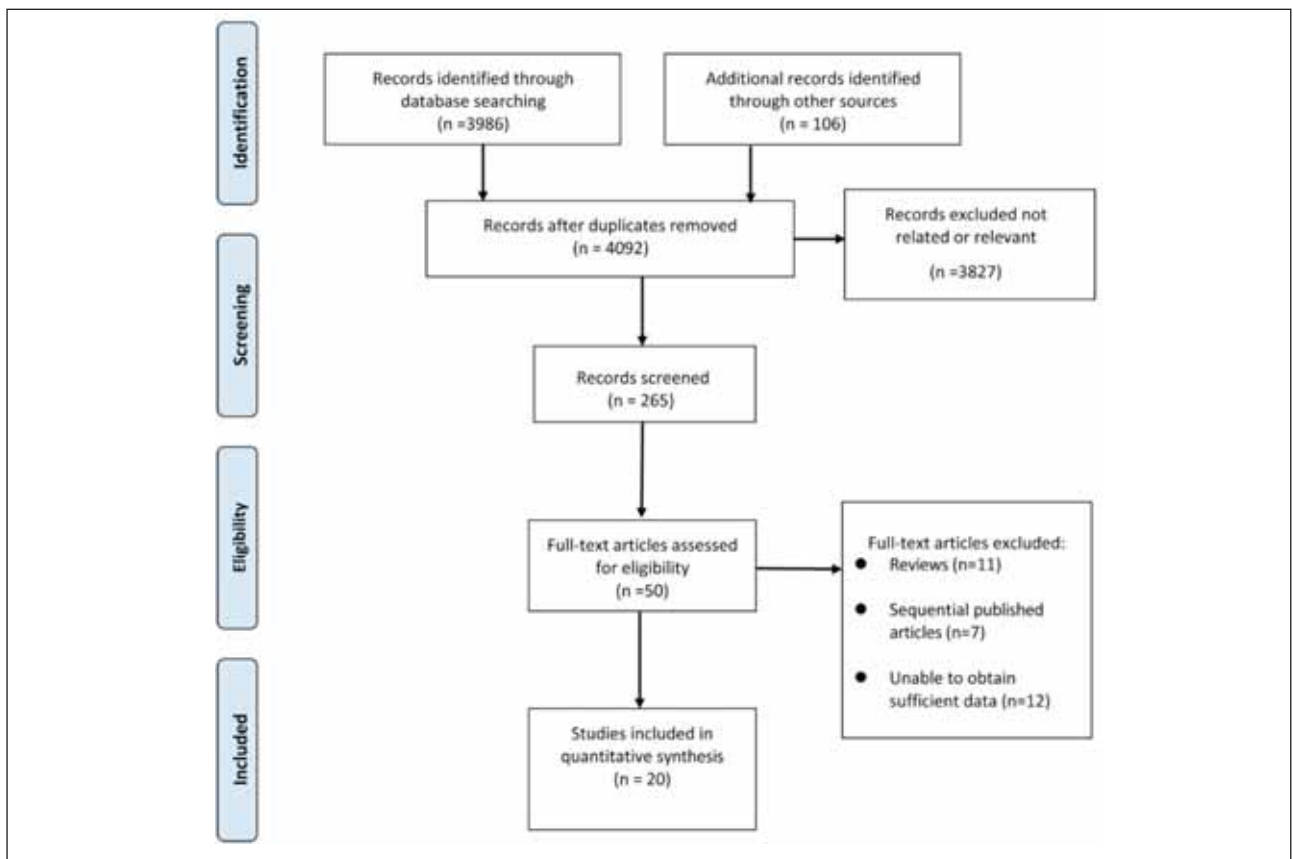 Identification
Records identified through
database searching
(n =3986)
Additional records identified
through other sources
(n = 106)
Records after duplicates removed
(n = 4092)
Records excluded not
related or relevant
(n =3827)
Screening
Records screened
(n = 265)
Eligibility
Full-text articles assessed
for eligibility
(n =50)
Full-text articles excluded:
● Reviews (n=11)
● Sequential published
articles (n=7)
● Unable to obtain
sufficient data (n=12)
Included
Studies included in
quantitative synthesis
(n = 20)